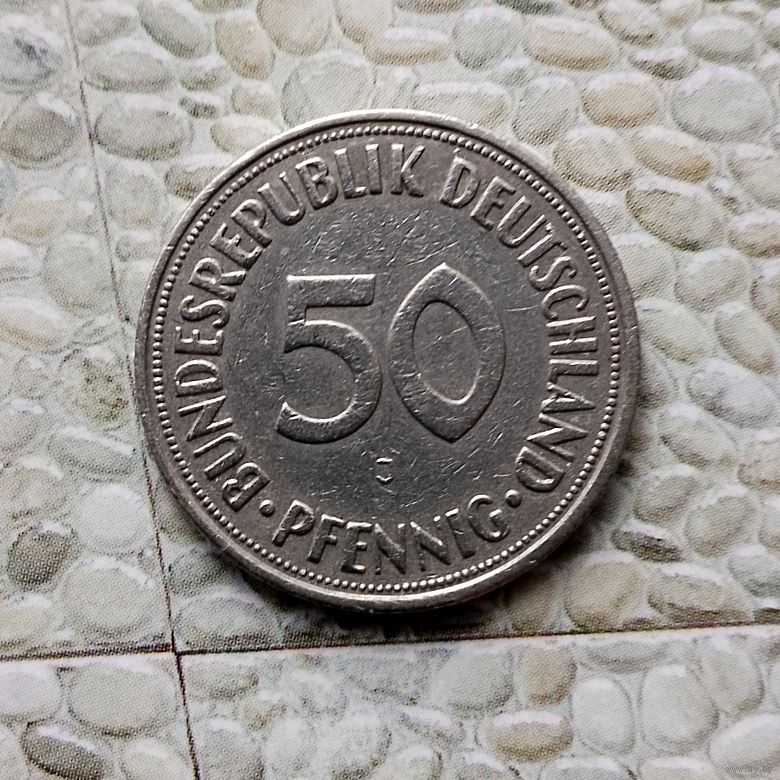 BUNDESREPUBLIK DEUTSCHLAND
50
J
· PFENNIG ·